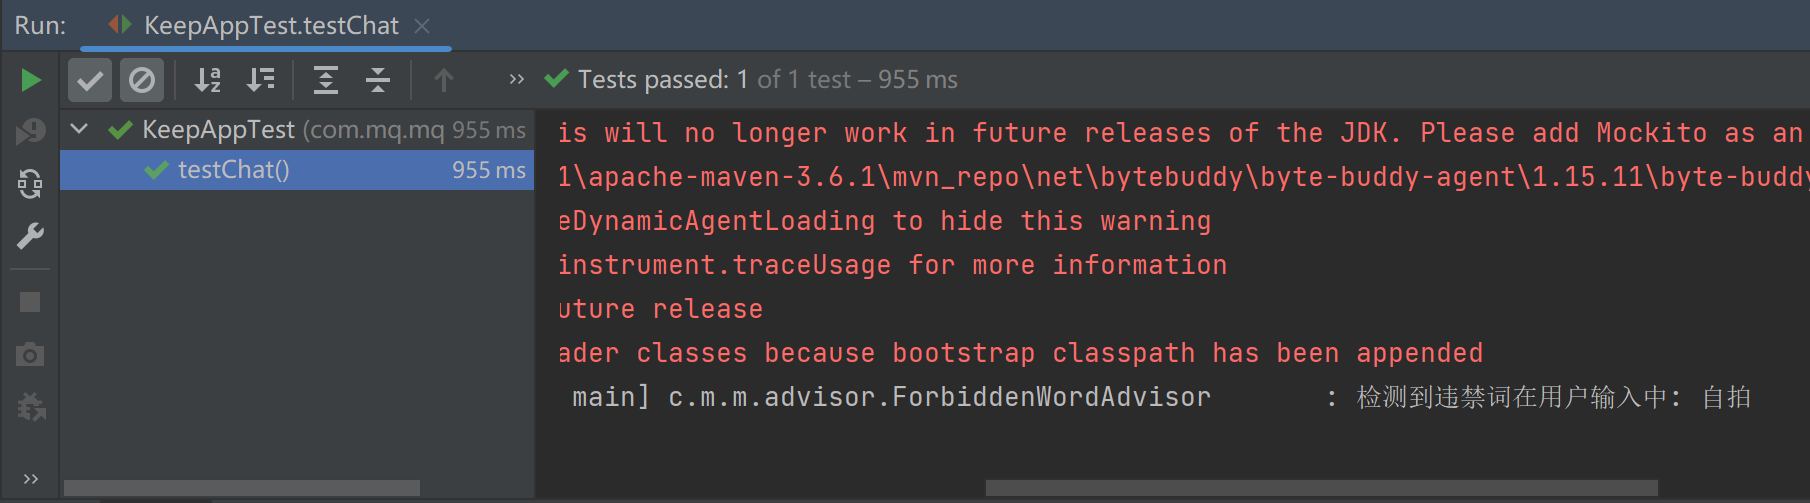 Run: KeepAppTest.testChat
Tests passed: 1 of 1 test – 955 ms
KeepAppTest (com.mq.mq 955 ms
testChat() 955 ms
is will no longer work in future releases of the JDK. Please add Mockito as an
1\apache-maven-3.6.1\mvn_repo\net\bytebuddy\byte-buddy-agent\1.15.11\byte-buddy
eDynamicAgentLoading to hide this warning
instrument.traceUsage for more information
uture release
ader classes because bootstrap classpath has been appended
main] c.m.m.advisor.ForbiddenWordAdvisor : 检测到违禁词在用户输入中: 自拍